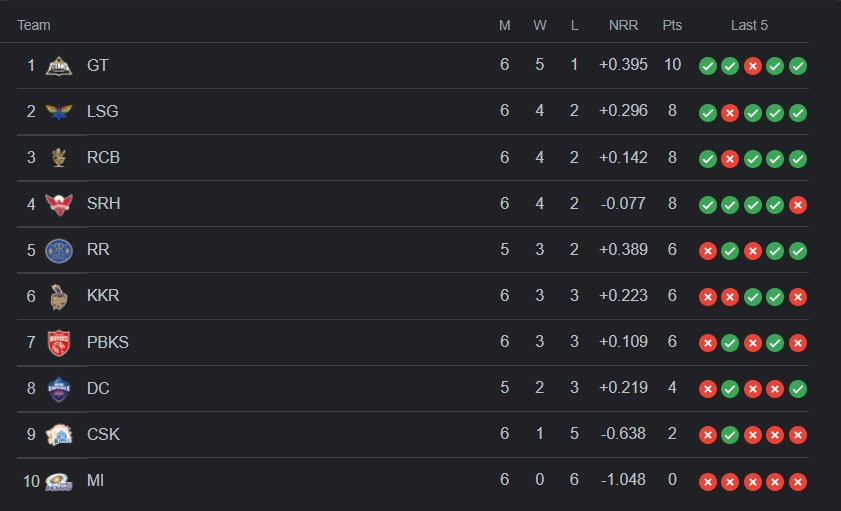 Team M W L NRR Pts Last 5
1 GT 6 5 1 +0.395 10
2 LSG 6 4 2 +0.296 8
3 RCB 6 4 2 +0.142 8
4 SRH 6 4 2 -0.077 8
5 RR 5 3 2 +0.389 6
6 KKR 6 3 3 +0.223 6
7 PBKS 6 3 3 +0.109 6
8 DC 5 2 3 +0.219 4
9 CSK 6 1 5 -0.638 2
10 MI 6 0 6 -1.048 0